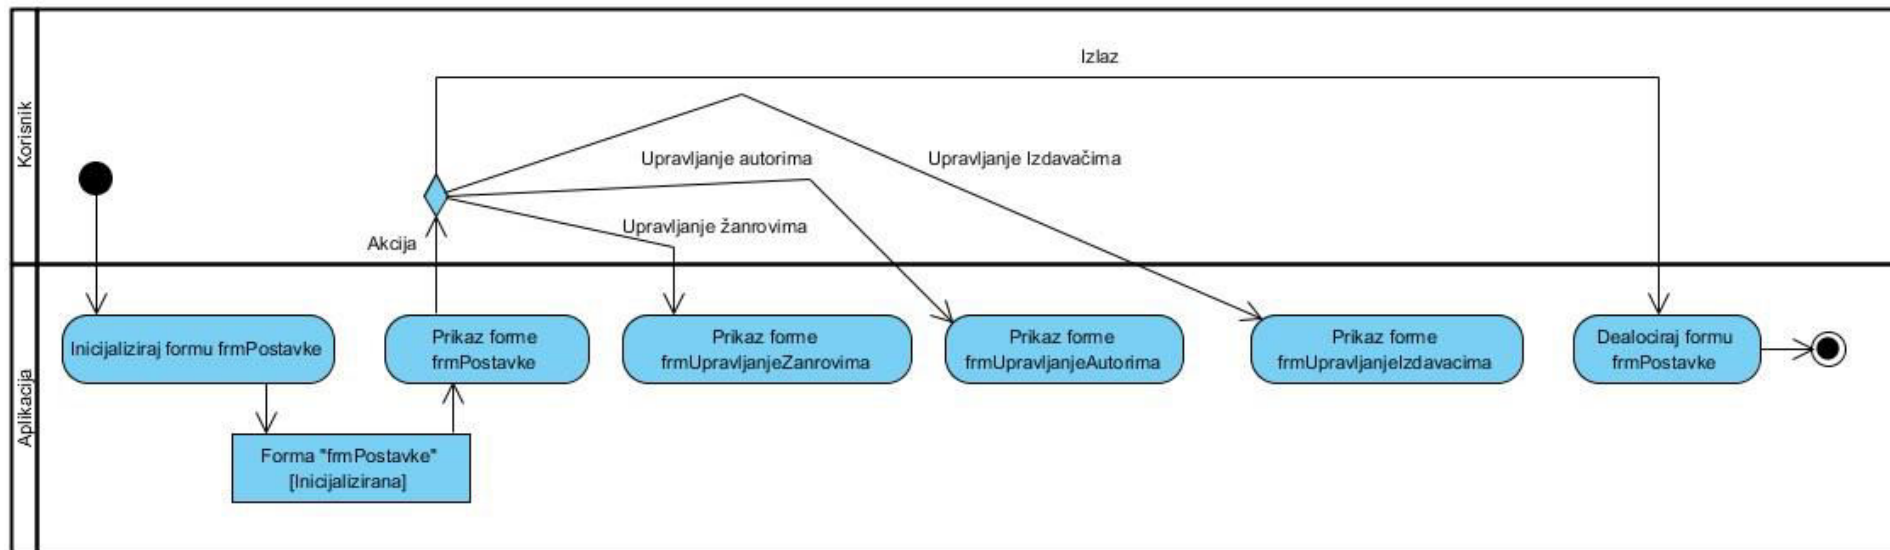 Korisnik
Izlaz
Upravljanje autorima
Upravljanje Izdavačima
Upravljanje žanrovima
Akcija
Aplikacija
Inicijaliziraj formu frmPostavke
Prikaz forme
frmPostavke
Prikaz forme
frmUpravljanjeZanrovima
Prikaz forme
frmUpravljanjeAutorima
Prikaz forme
frmUpravljanjeIzdavacima
Dealociraj formu
frmPostavke
Forma "frmPostavke"
[Inicijalizirana]